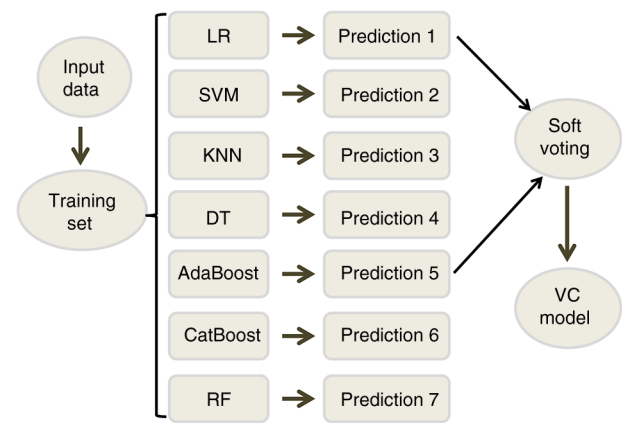 Input
data
Training
set
LR
Prediction 1
SVM
Prediction 2
KNN
Prediction 3
DT
Prediction 4
AdaBoost
Prediction 5
CatBoost
Prediction 6
RF
Prediction 7
Soft
voting
VC
model